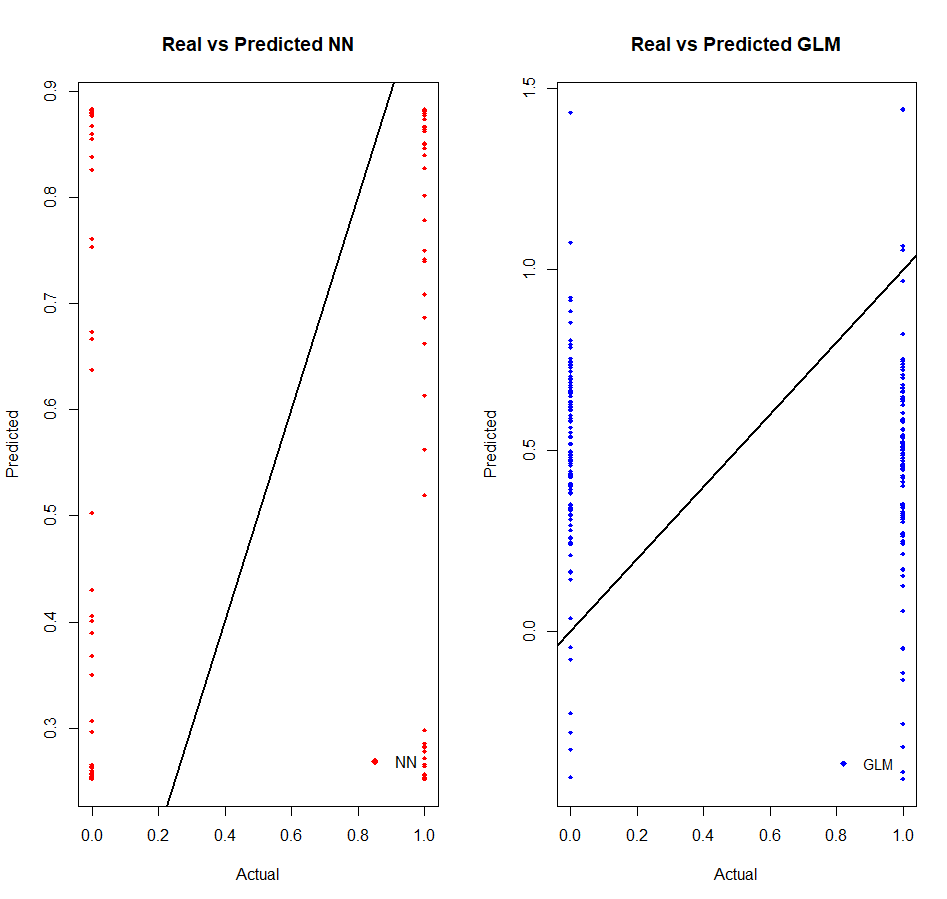 Real vs Predicted NN
Predicted
0.9
0.8
0.7
0.6
0.5
0.4
0.3
NN
0.0 0.2 0.4 0.6 0.8 1.0
Actual
Real vs Predicted GLM
Predicted
1.5
1.0
0.5
0.0
GLM
0.0 0.2 0.4 0.6 0.8 1.0
Actual